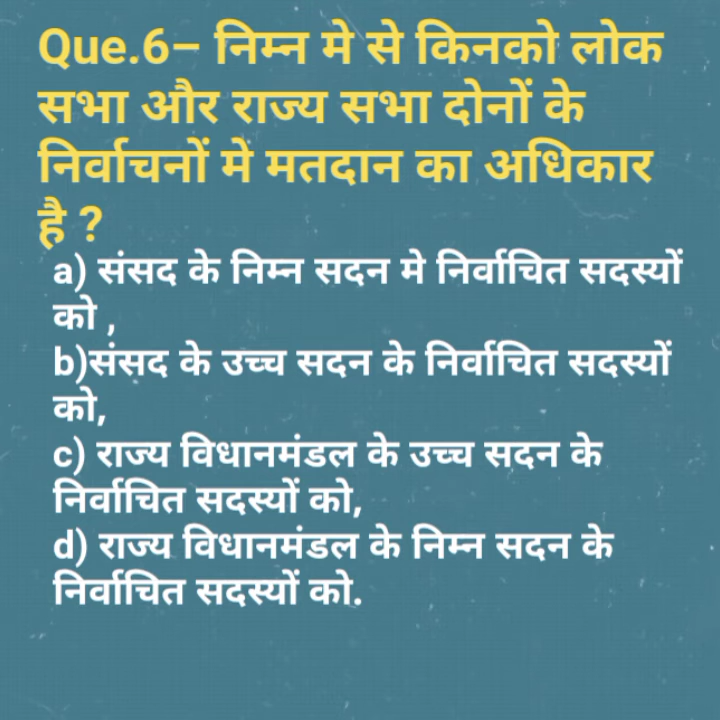 Que.6– निम्न मे से किनको लोक
सभा और राज्य सभा दोनों के
निर्वाचनों मे मतदान का अधिकार
है ?
a) संसद के निम्न सदन मे निर्वाचित सदस्यों
को ,
b)संसद के उच्च सदन के निर्वाचित सदस्यों
को,
c) राज्य विधानमंडल के उच्च सदन के
निर्वाचित सदस्यों को,
d) राज्य विधानमंडल के निम्न सदन के
निर्वाचित सदस्यों को.